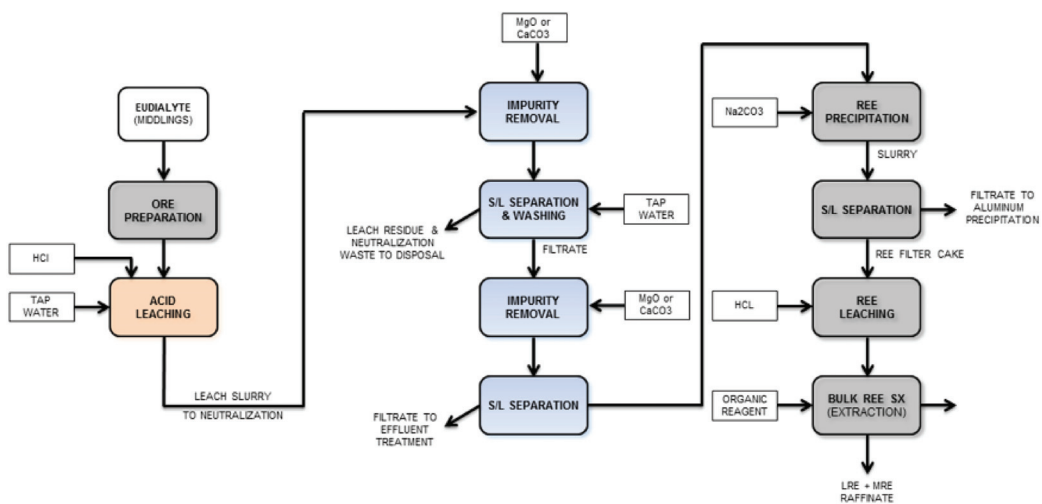 EUDIALYTE
(MIDDLINGS)
ORE
PREPARATION
HCl
TAP
WATER
ACID
LEACHING
LEACH SLURRY
TO NEUTRALIZATION
MgO or
CaCO3
IMPURITY
REMOVAL
S/L SEPARATION
& WASHING
TAP
WATER
LEACH RESIDUE &
NEUTRALIZATION
WASTE TO DISPOSAL
FILTRATE
IMPURITY
REMOVAL
MgO or
CaCO3
S/L SEPARATION
FILTRATE TO
EFFLUENT
TREATMENT
Na2CO3
REE
PRECIPITATION
SLURRY
S/L SEPARATION
FILTRATE TO
ALUMINUM
PRECIPITATION
REE FILTER CAKE
HCL
REE
LEACHING
ORGANIC
REAGENT
BULK REE SX
(EXTRACTION)
LRE + MRE
RAFFINATE